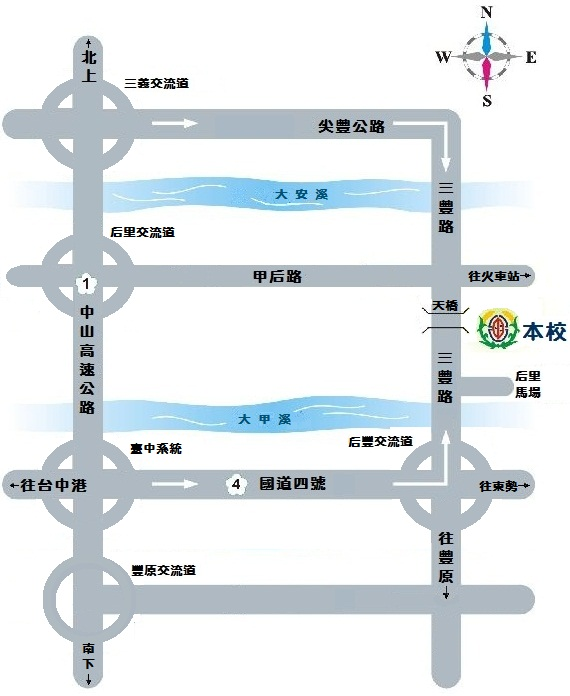 N
W E
S
北上
三義交流道
尖豐公路
三豐路
大安溪
后里交流道
1
甲后路
往火車站
天橋
本校
中山高速公路
三豐路
后里
馬場
大甲溪
后豐交流道
臺中系統
往台中港
4
國道四號
往東勢
往豐原
豐原交流道
南下